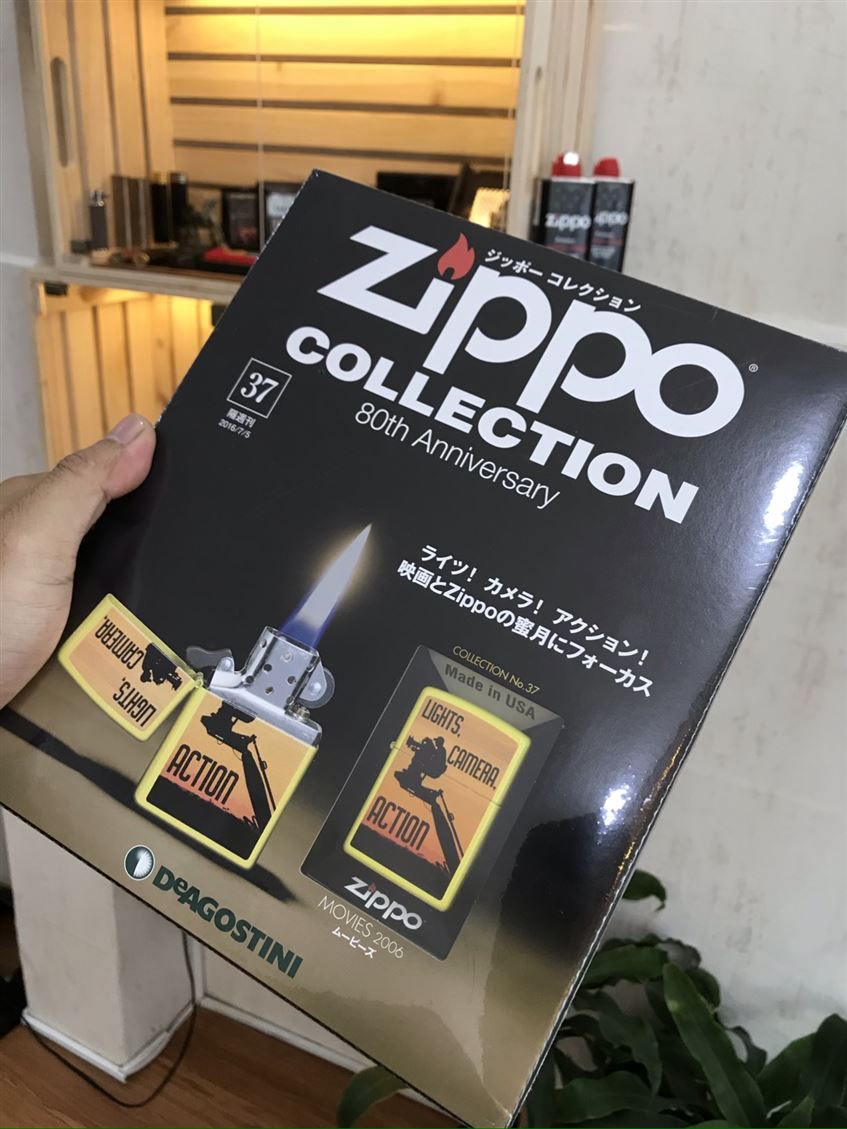 Zippo
Zippo
ジッポー コレクション
Zippo®
COLLECTION
80th Anniversary
37
隔週刊
2016/7/5
ライツ! カメラ! アクション!
映画とZippoの蜜月にフォーカス
COLLECTION No.37
Made in USA
LIGHTS,
CAMERA,
ACTION
LIGHTS,
CAMERA,
ACTION
Zippo
MOVIES 2006
ムービーズ
DeAGOSTINI